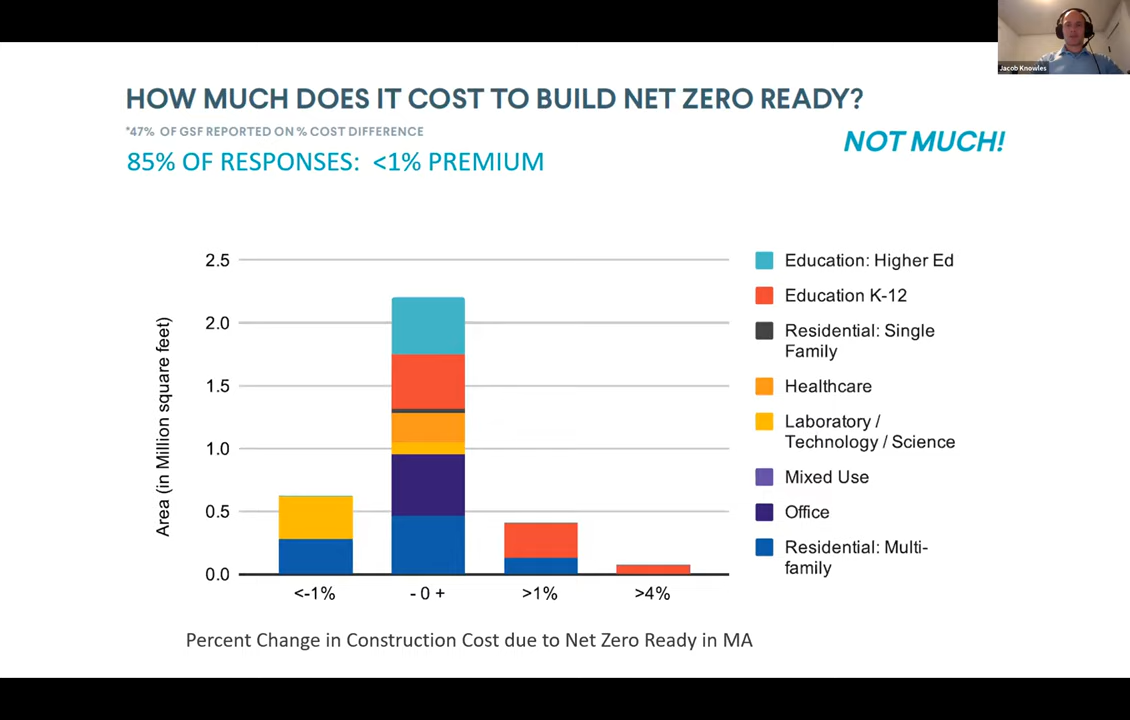 Jacob Knowles
HOW MUCH DOES IT COST TO BUILD NET ZERO READY?
*47% OF GSF REPORTED ON % COST DIFFERENCE
NOT MUCH!
85% OF RESPONSES: <1% PREMIUM
Area (in Million square feet)
2.5
2.0
1.5
1.0
0.5
0.0
<-1%
- 0 +
>1%
>4%
Education: Higher Ed
Education K-12
Residential: Single
Family
Healthcare
Laboratory /
Technology / Science
Mixed Use
Office
Residential: Multi-
family
Percent Change in Construction Cost due to Net Zero Ready in MA